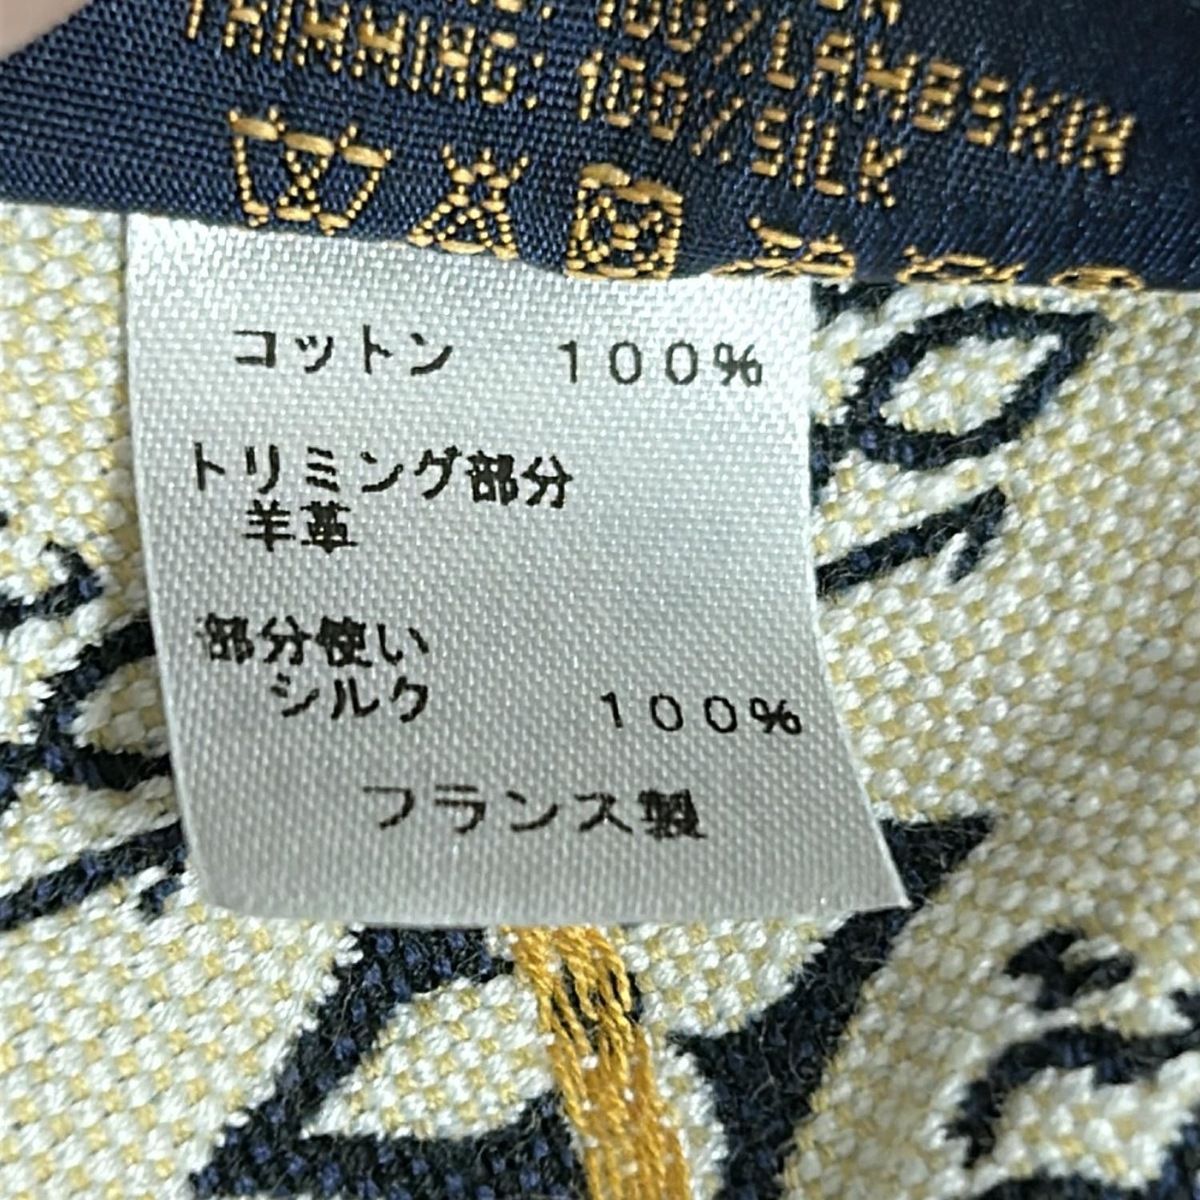 100%LAMBSKIN
TRIMMING: 100%SILK
コットン 100%
トリミング部分
羊革
部分使い
シルク 100%
フランス製